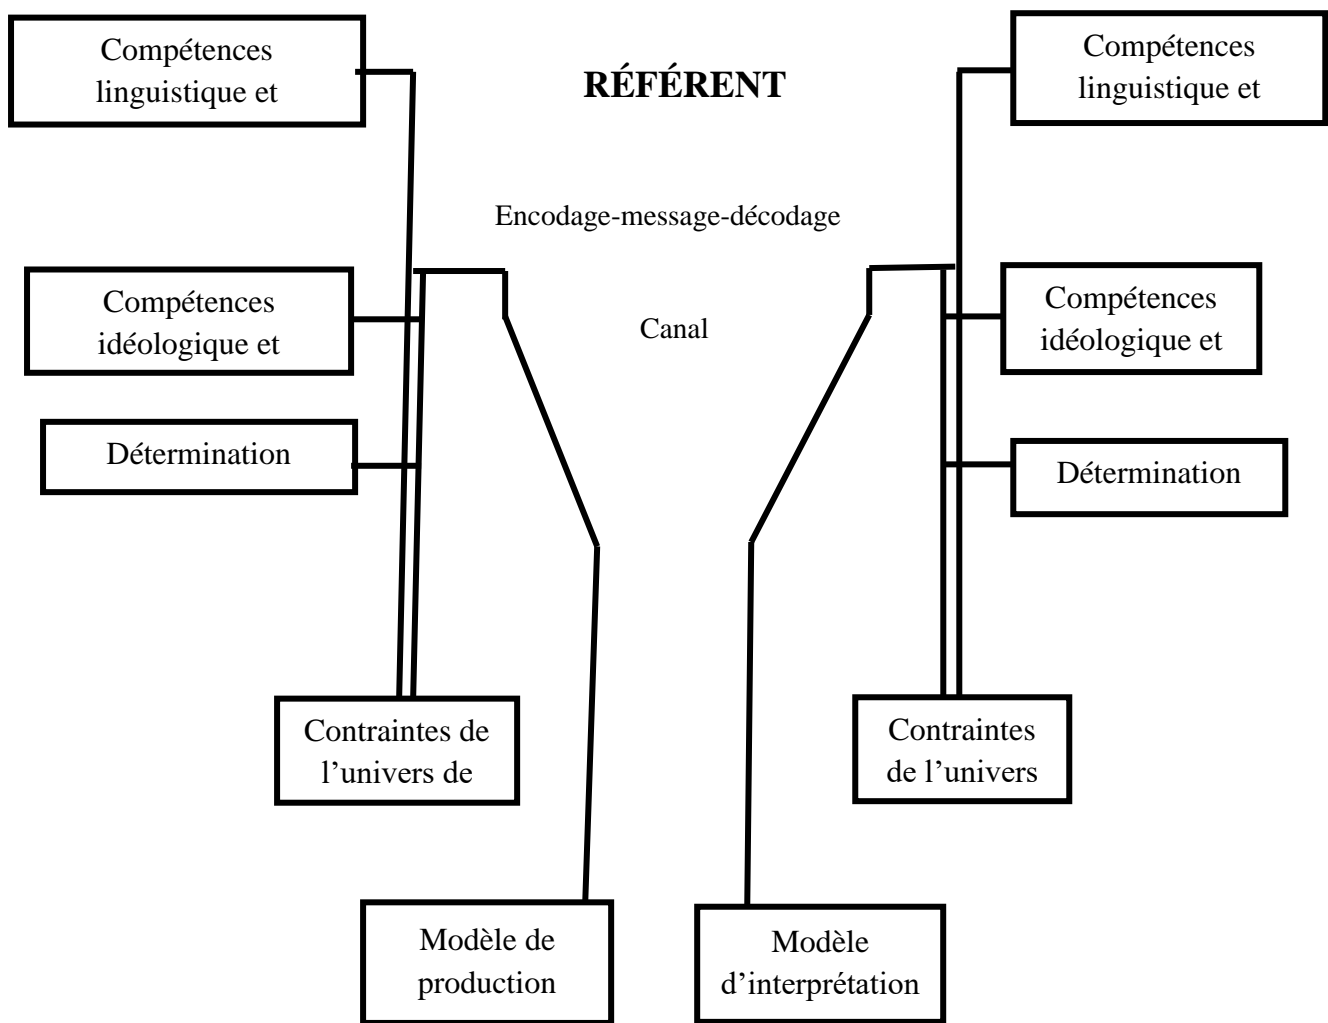 Compétences
linguistique et
RÉFÉRENT
Compétences
linguistique et
Encodage-message-décodage
Compétences
idéologique et
Canal
Compétences
idéologique et
Détermination
Détermination
Contraintes de
l’univers de
Contraintes
de l’univers
Modèle de
production
Modèle
d’interprétation